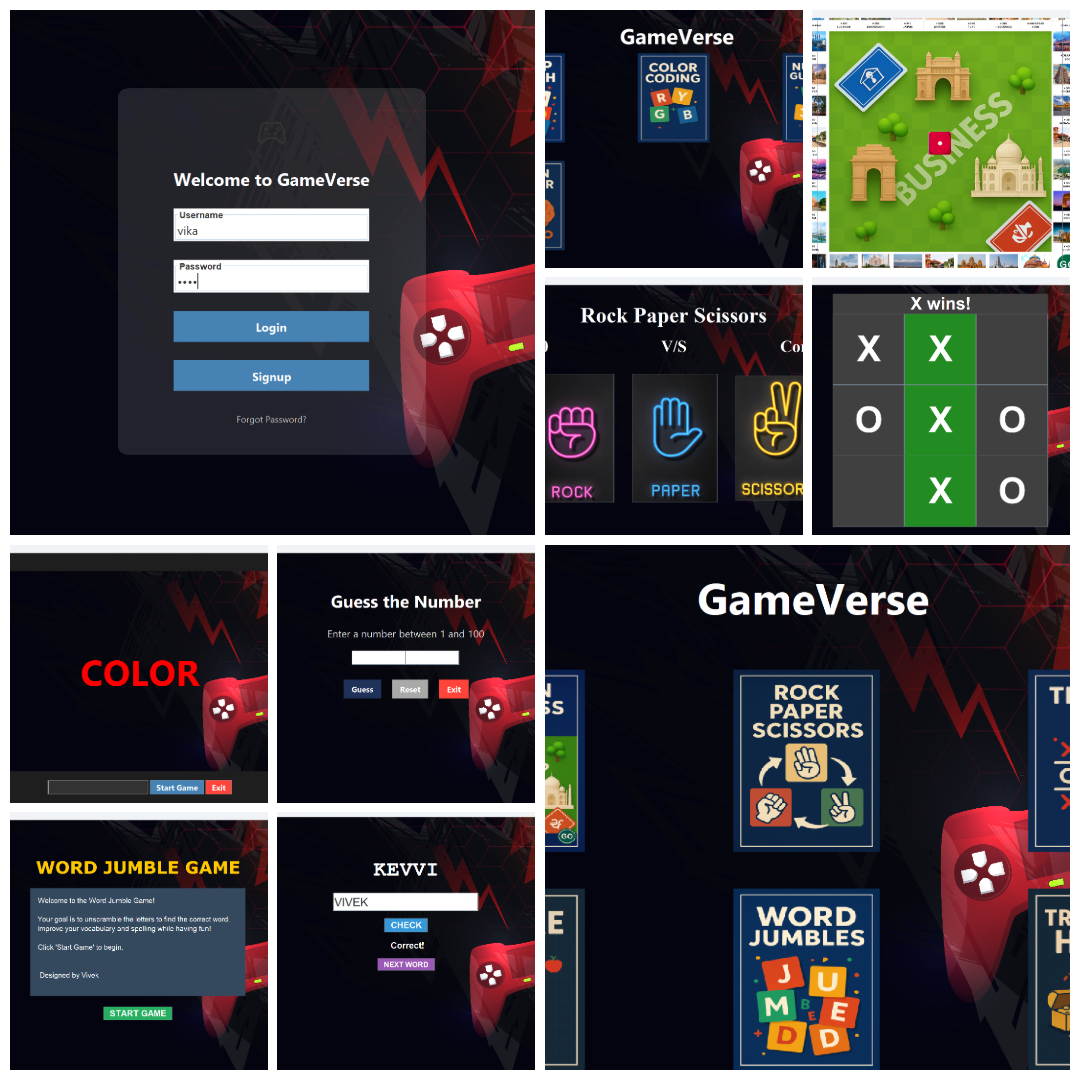 Welcome to GameVerse
Username
vika
Password
••••
Login
Signup
Forgot Password?
GameVerse
COLOR
CODING
R
Y
G
B
BUSINESS
GO
Rock Paper Scissors
V/S
ROCK
PAPER
SCISSOR
X wins!
X X
O X O
X O
COLOR
Start Game Exit
Guess the Number
Enter a number between 1 and 100
Guess Reset Exit
WORD JUMBLE GAME
Welcome to the Word Jumble Game!
Your goal is to unscramble the letters to find the correct word.
Improve your vocabulary and spelling while having fun!
Click 'Start Game' to begin.
Designed by Vivek
START GAME
KEVVI
VIVEK
CHECK
Correct!
NEXT WORD
GameVerse
N
SS
GO
ROCK
PAPER
SCISSORS
T
X
O
X
E
WORD
JUMBLES
J U
M B E E
D D
TR
H